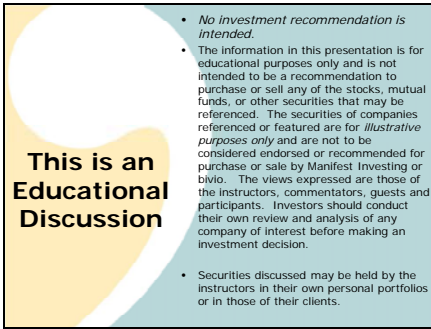 This is an
Educational
Discussion
• No investment recommendation is
intended.
• The information in this presentation is for
educational purposes only and is not
intended to be a recommendation to
purchase or sell any of the stocks, mutual
funds, or other securities that may be
referenced. The securities of companies
referenced or featured are for illustrative
purposes only and are not to be
considered endorsed or recommended for
purchase or sale by Manifest Investing or
bivio. The views expressed are those of
the instructors, commentators, guests and
participants. Investors should conduct
their own review and analysis of any
company of interest before making an
investment decision.
• Securities discussed may be held by the
instructors in their own personal portfolios
or in those of their clients.